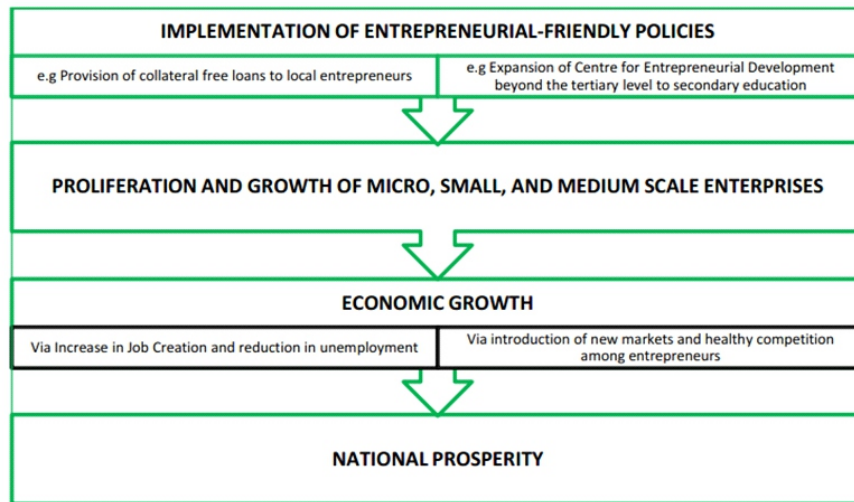 IMPLEMENTATION OF ENTREPRENEURIAL-FRIENDLY POLICIES
e.g Provision of collateral free loans to local entrepreneurs
e.g Expansion of Centre for Entrepreneurial Development
beyond the tertiary level to secondary education
PROLIFERATION AND GROWTH OF MICRO, SMALL, AND MEDIUM SCALE ENTERPRISES
ECONOMIC GROWTH
Via Increase in Job Creation and reduction in unemployment
Via introduction of new markets and healthy competition
among entrepreneurs
NATIONAL PROSPERITY